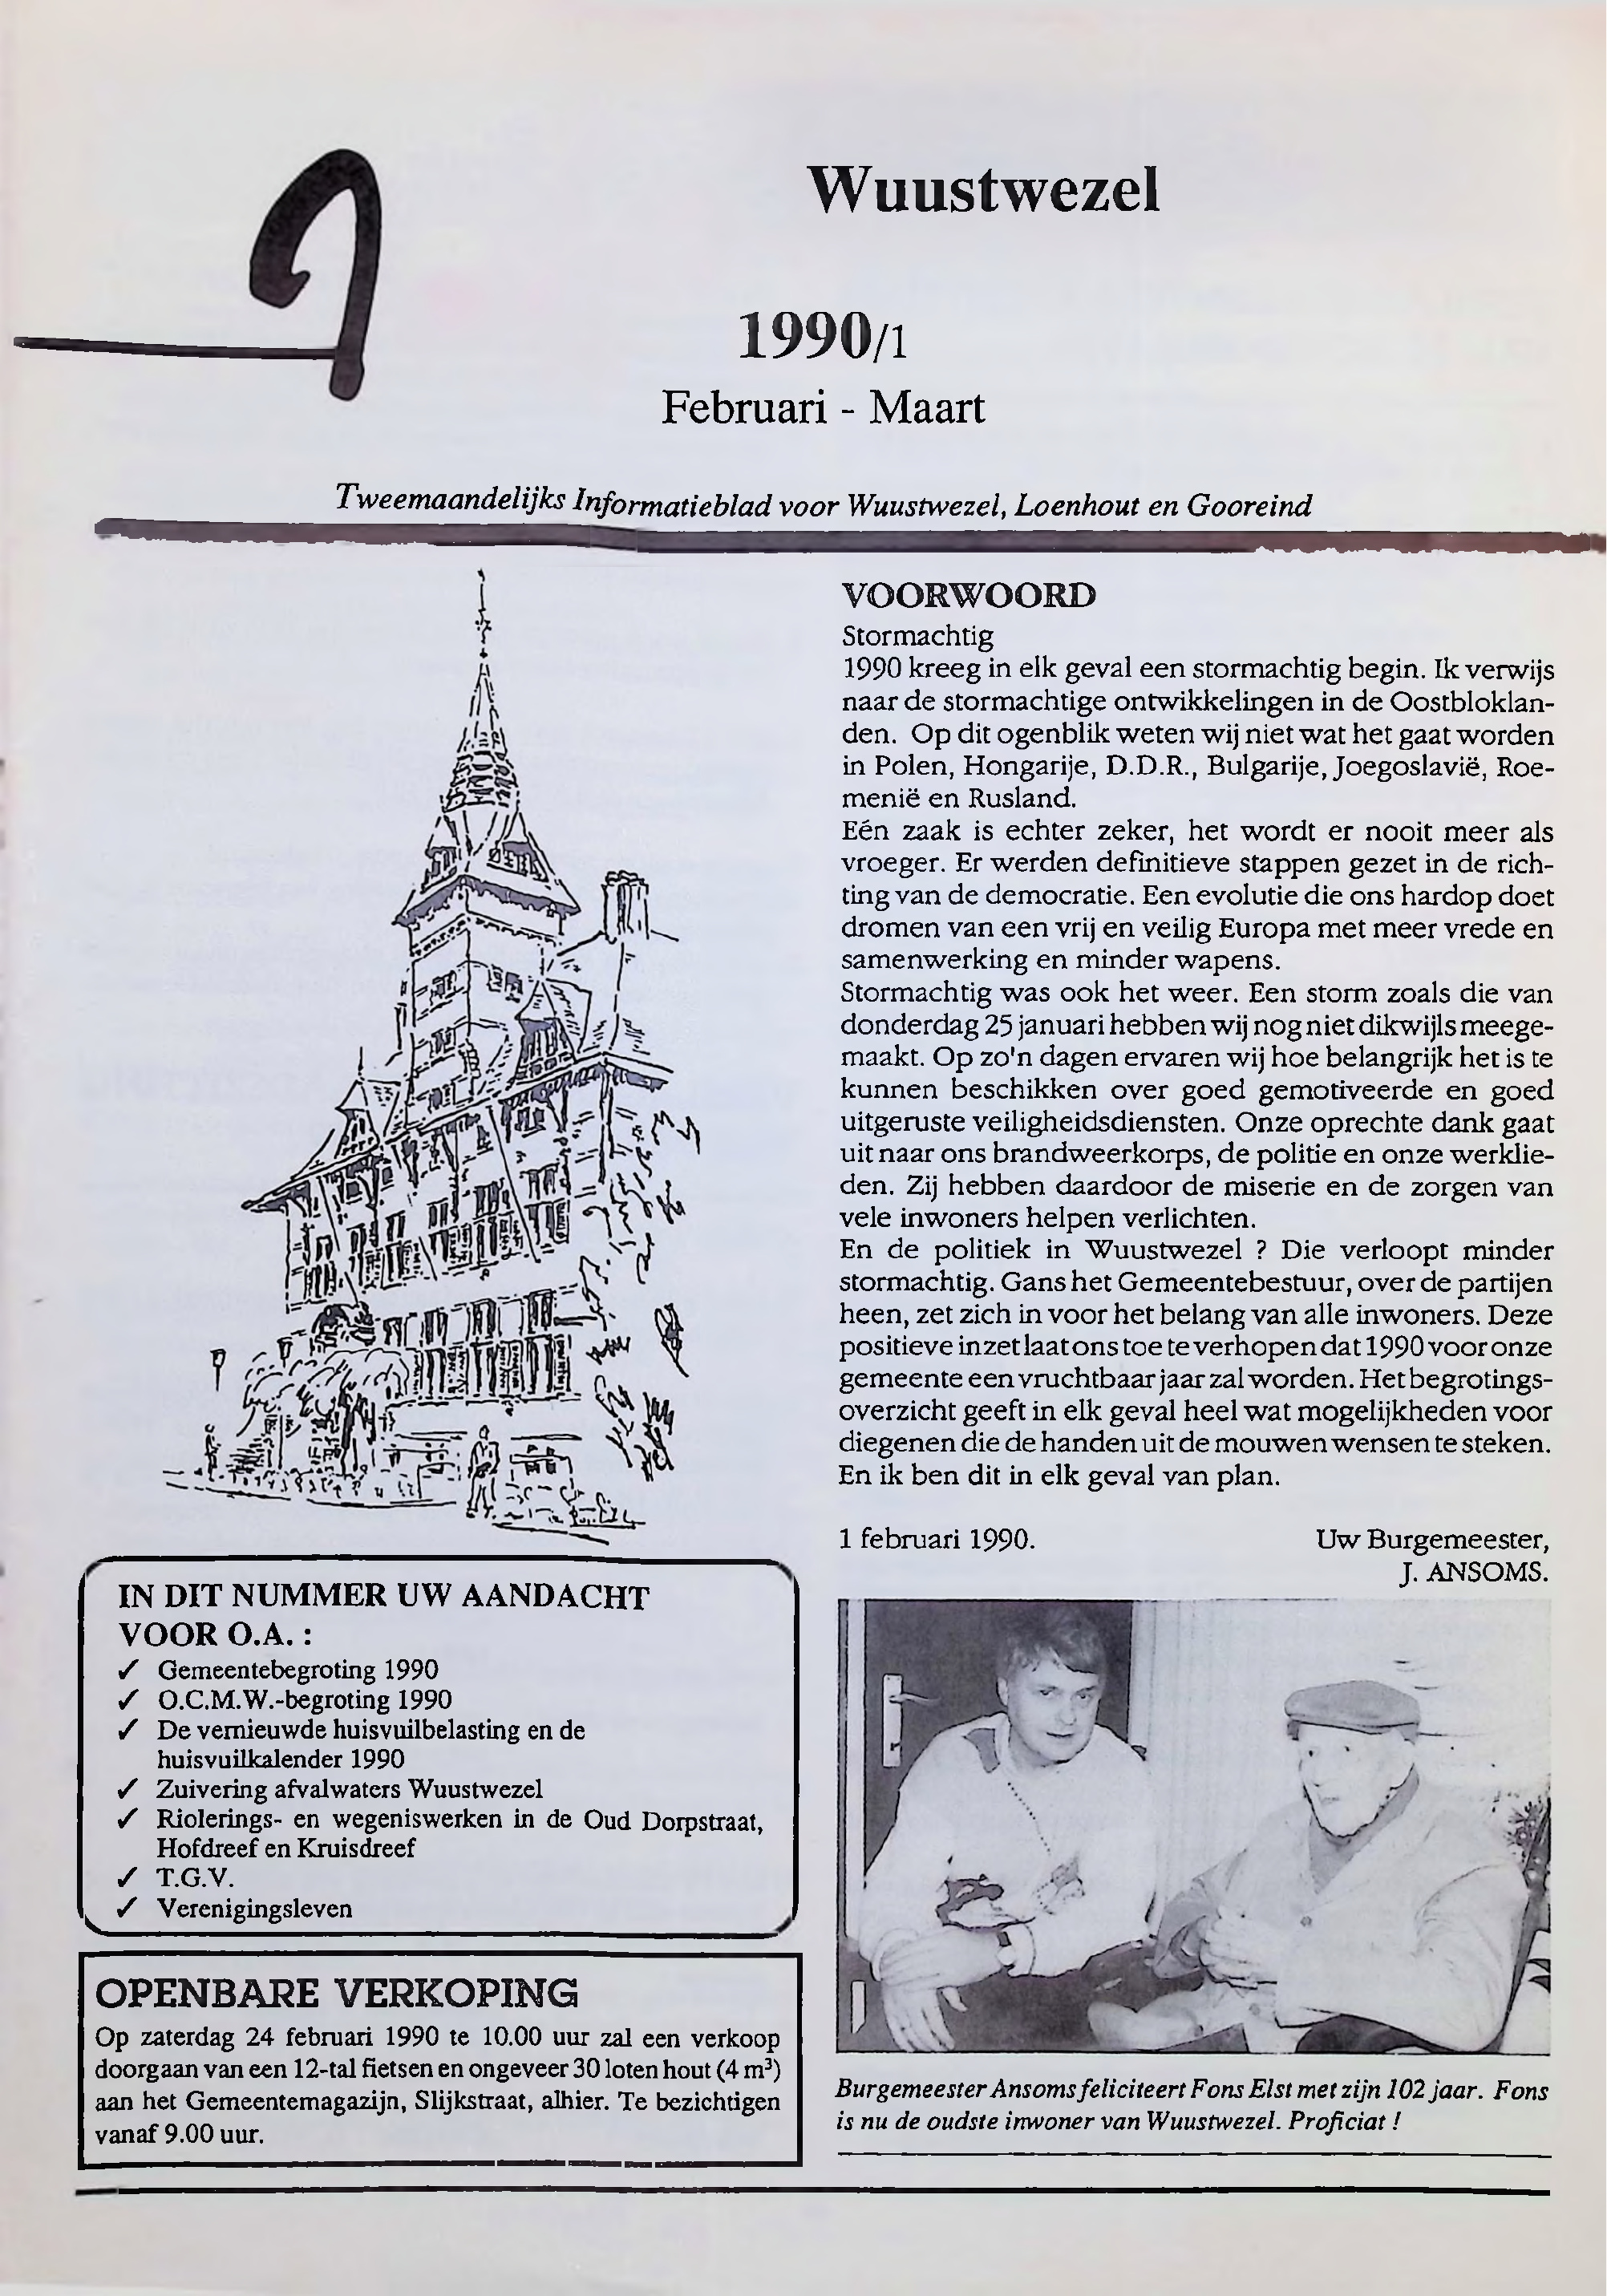 Wuustwezel
1990/1
Februari - Maart
Tweemaandelijks Informatieblad voor Wuustwezel, Loenhout en Gooreind
VOORWOORD
Stormachtig
1990 kreeg in elk geval een stormachtig begin. Ik verwijs
naar de stormachtige ontwikkelingen in de Oostbloklan-
den. Op dit ogenblik weten wij niet wat het gaat worden
in Polen, Hongarije, D.D.R., Bulgarije, Joegoslavië, Roe-
menië en Rusland.
Eén zaak is echter zeker, het wordt er nooit meer als
vroeger. Er werden definitieve stappen gezet in de rich-
ting van de democratie. Een evolutie die ons hardop doet
dromen van een vrij en veilig Europa met meer vrede en
samenwerking en minder wapens.
Stormachtig was ook het weer. Een storm zoals die van
donderdag 25 januari hebben wij nog niet dikwijls meege-
maakt. Op zo'n dagen ervaren wij hoe belangrijk het is te
kunnen beschikken over goed gemotiveerde en goed
uitgeruste veiligheidsdiensten. Onze oprechte dank gaat
uit naar ons brandweerkorps, de politie en onze werklie-
den. Zij hebben daardoor de miserie en de zorgen van
vele inwoners helpen verlichten.
En de politiek in Wuustwezel ? Die verloopt minder
stormachtig. Gans het Gemeentebestuur, over de partijen
heen, zet zich in voor het belang van alle inwoners. Deze
positieve inzet laat ons toe te verhopen dat 1990 voor onze
gemeente een vruchtbaar jaar zal worden. Het begrotings-
overzicht geeft in elk geval heel wat mogelijkheden voor
diegenen die de handen uit de mouwen wensen te steken.
En ik ben dit in elk geval van plan.
1 februari 1990. Uw Burgemeester,
J. ANSOMS.
IN DIT NUMMER UW AANDACHT
VOOR O.A. :
✓ Gemeentebegroting 1990
✓ O.C.M.W.-begroting 1990
✓ De vernieuwde huisvuilbelasting en de
huisvuilkalender 1990
✓ Zuivering afvalwaters Wuustwezel
✓ Riolerings- en wegeniswerken in de Oud Dorpstraat,
Hofdreef en Kruisdreef
✓ T.G.V.
✓ Verenigingsleven
OPENBARE VERKOPING
Op zaterdag 24 februari 1990 te 10.00 uur zal een verkoop
doorgaan van een 12-tal fietsen en ongeveer 30 loten hout (4 m³)
aan het Gemeentemagazijn, Slijkstraat, alhier. Te bezichtigen
vanaf 9.00 uur.
Burgemeester Ansoms feliciteert Fons Elst met zijn 102 jaar. Fons
is nu de oudste inwoner van Wuustwezel. Proficiat !